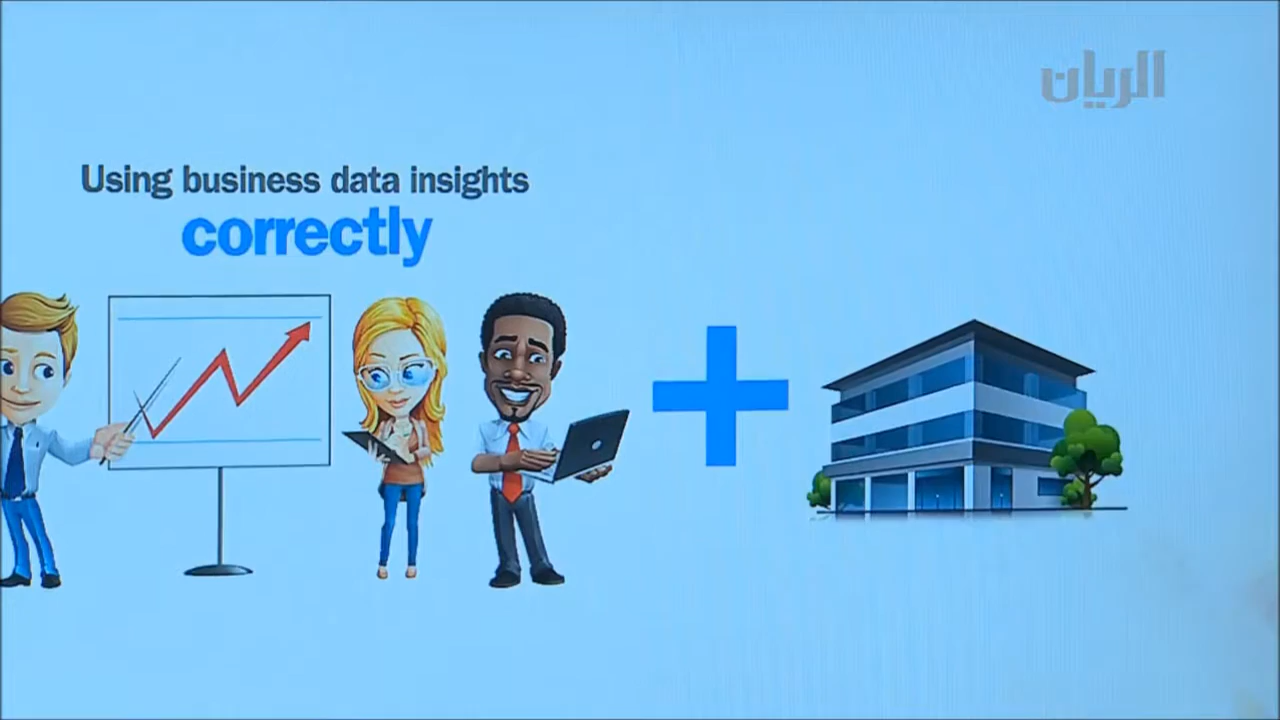 الريان
Using business data insights
correctly